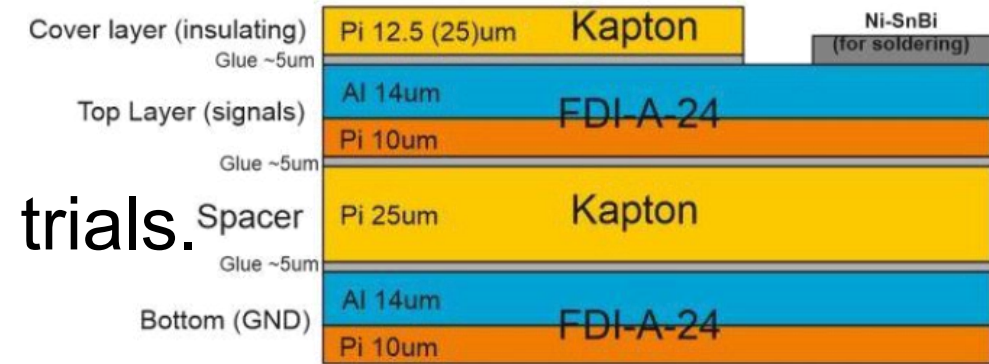 Cover layer (insulating) Pi 12.5 (25)um Kapton Ni-SnBi
(for soldering)
Glue ~5um
Top Layer (signals) Al 14um FDI-A-24
Pi 10um
Glue ~5um
trials. Spacer Pi 25um Kapton
Glue ~5um
Bottom (GND) Al 14um FDI-A-24
Pi 10um